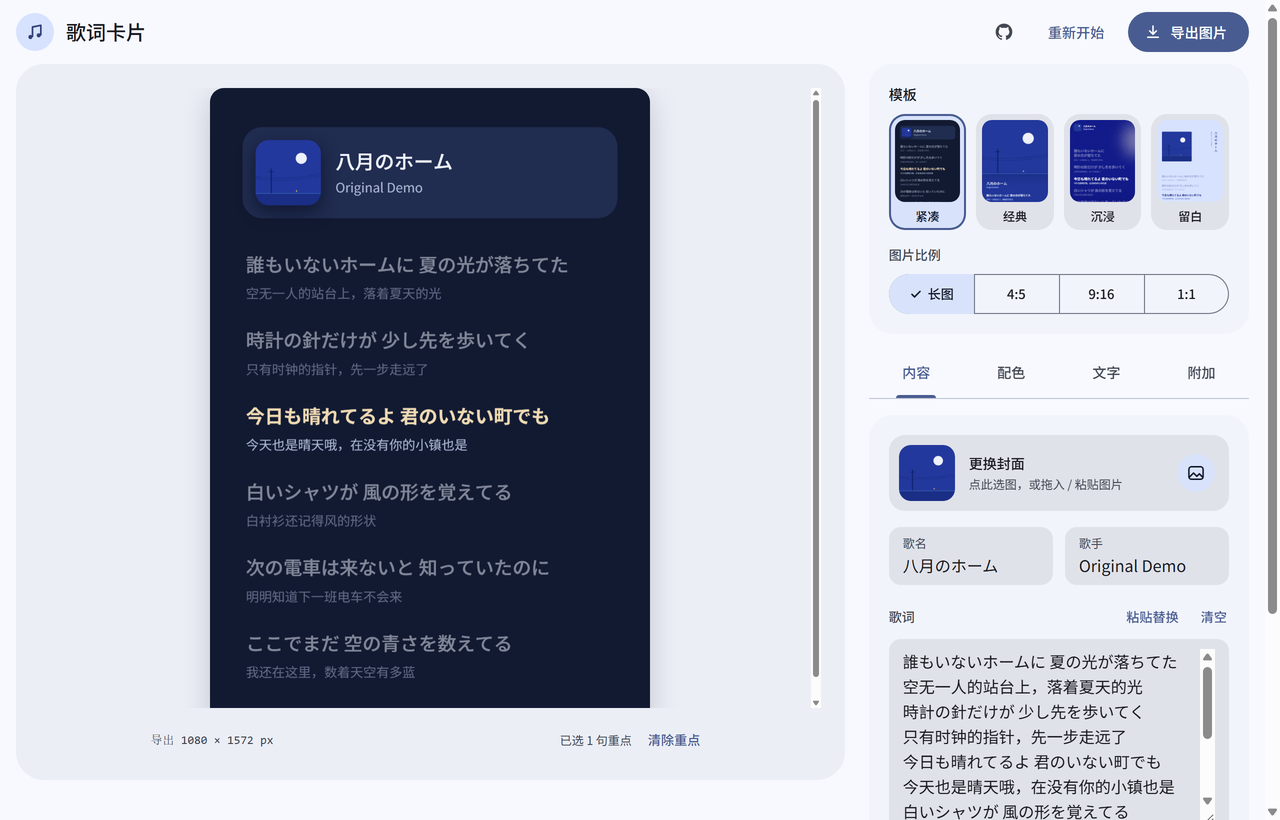 歌词卡片
重新开始
导出图片
八月のホーム
Original Demo
誰もいないホームに 夏の光が落ちてた
空无一人的站台上，落着夏天的光
時計の針だけが 少し先を歩いてく
只有时钟的指针，先一步走远了
今日も晴れてるよ 君のいない町でも
今天也是晴天哦，在没有你的小镇也是
白いシャツが 風の形を覚えてる
白衬衫还记得风的形状
次の電車は来ないと 知っていたのに
明明知道下一班电车不会来
ここでまだ 空の青さを数えてる
我还在这里，数着天空有多蓝
导出 1080 × 1572 px
已选 1 句重点
清除重点
模板
紧凑
经典
沉浸
留白
图片比例
长图
4:5
9:16
1:1
内容
配色
文字
附加
更换封面
点此选图，或拖入 / 粘贴图片
歌名
八月のホーム
歌手
Original Demo
歌词
粘贴替换
清空
誰もいないホームに 夏の光が落ちてた
空无一人的站台上，落着夏天的光
時計の針だけが 少し先を歩いてく
只有时钟的指针，先一步走远了
今日も晴れてるよ 君のいない町でも
今天也是晴天哦，在没有你的小镇也是
白いシャツが 風の形を覚えてる